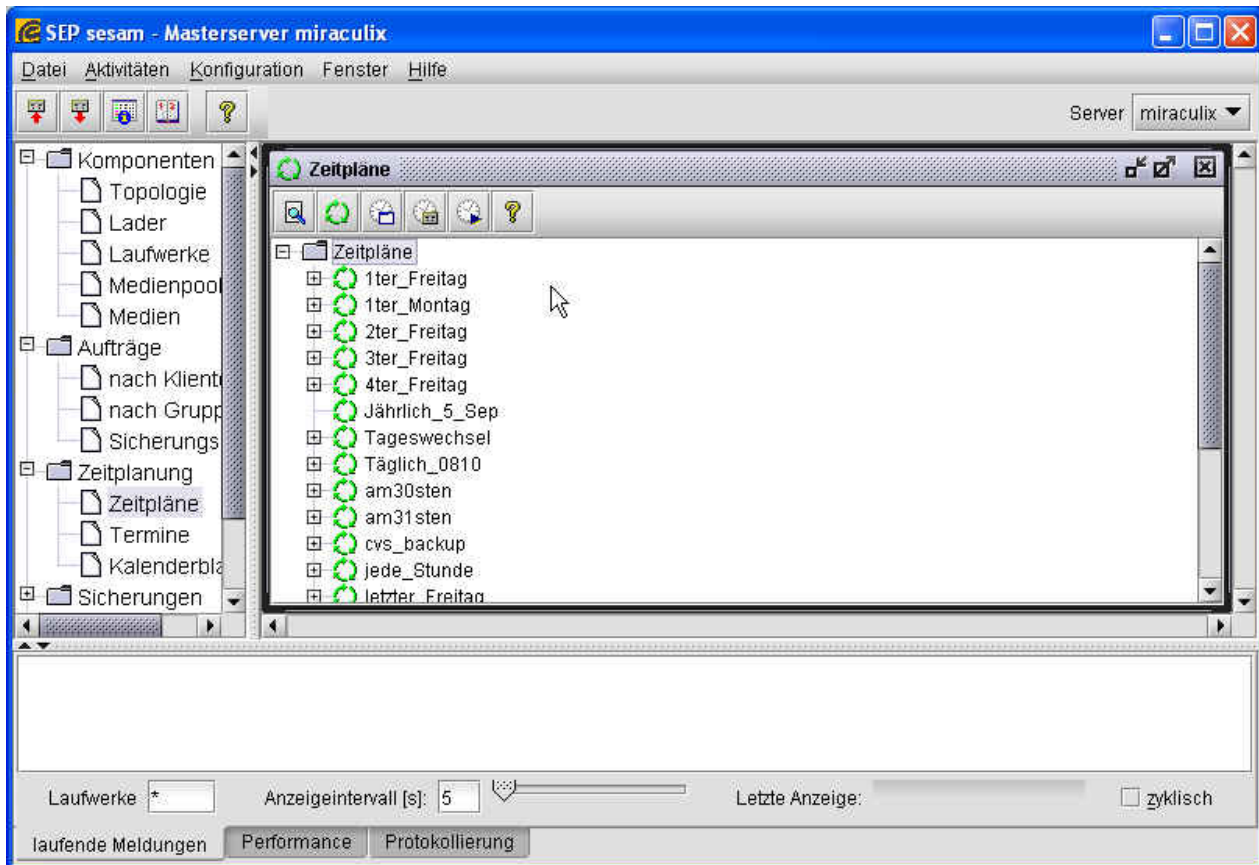 SEP sesam - Masterserver miraculix
Datei Aktivitäten Konfiguration Fenster Hilfe
Server miraculix
Komponenten
Topologie
Lader
Laufwerke
Medienpool
Medien
Aufträge
nach Klient
nach Grupp
Sicherungs
Zeitplanung
Zeitpläne
Termine
Kalenderbla
Sicherungen
Zeitpläne
Zeitpläne
1ter_Freitag
1ter_Montag
2ter_Freitag
3ter_Freitag
4ter_Freitag
Jährlich_5_Sep
Tageswechsel
Täglich_0810
am30sten
am31sten
cvs_backup
jede_Stunde
letzter_Freitag
Laufwerke * Anzeigeintervall [s]: 5 Letzte Anzeige: zyklisch
laufende Meldungen Performance Protokollierung